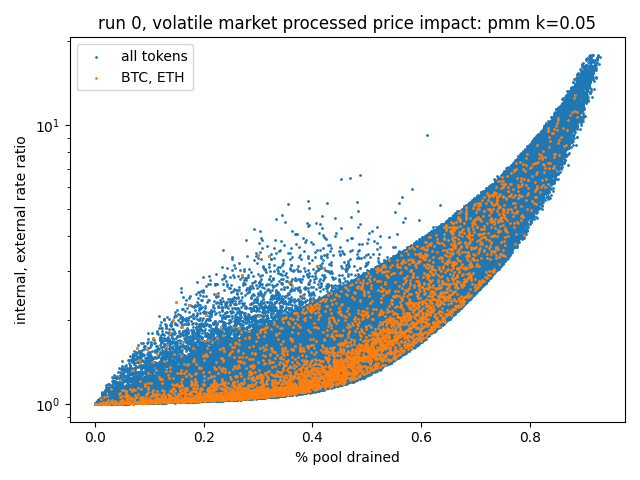 run 0, volatile market processed price impact: pmm k=0.05
all tokens
BTC, ETH
internal, external rate ratio
10¹
10⁰
0.0 0.2 0.4 0.6 0.8
% pool drained